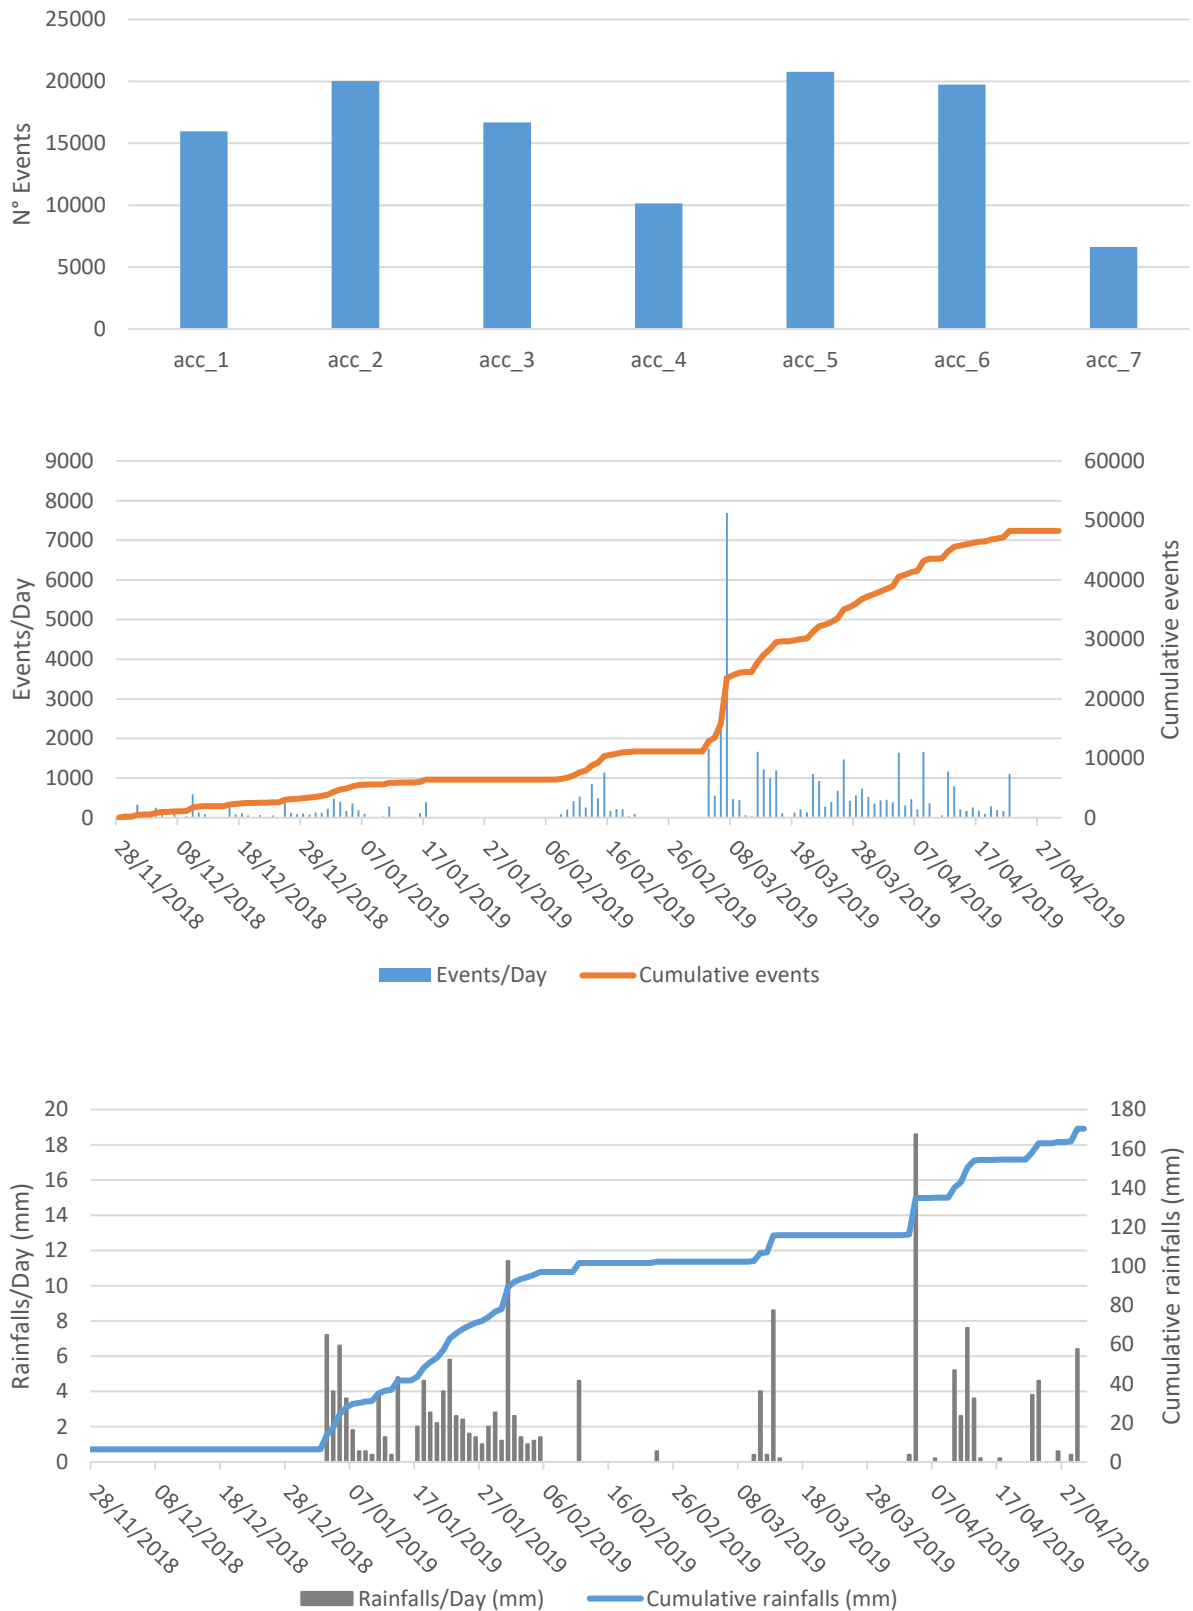 25000
20000
15000
10000
5000
0
N° Events
acc_1 acc_2 acc_3 acc_4 acc_5 acc_6 acc_7
9000 60000
8000
7000 50000
6000 40000
5000
4000 30000
3000 20000
2000
1000 10000
0 0
Events/Day
Cumulative events
28/11/2018 08/12/2018 18/12/2018 28/12/2018 07/01/2019 17/01/2019 27/01/2019 06/02/2019 16/02/2019 26/02/2019 08/03/2019 18/03/2019 28/03/2019 07/04/2019 17/04/2019 27/04/2019
Events/Day Cumulative events
20 180
18 160
16 140
14 120
12 100
10 80
8 60
6 40
4 20
2 0
0
Rainfalls/Day (mm)
Cumulative rainfalls (mm)
28/11/2018 08/12/2018 18/12/2018 28/12/2018 07/01/2019 17/01/2019 27/01/2019 06/02/2019 16/02/2019 26/02/2019 08/03/2019 18/03/2019 28/03/2019 07/04/2019 17/04/2019 27/04/2019
Rainfalls/Day (mm) Cumulative rainfalls (mm)